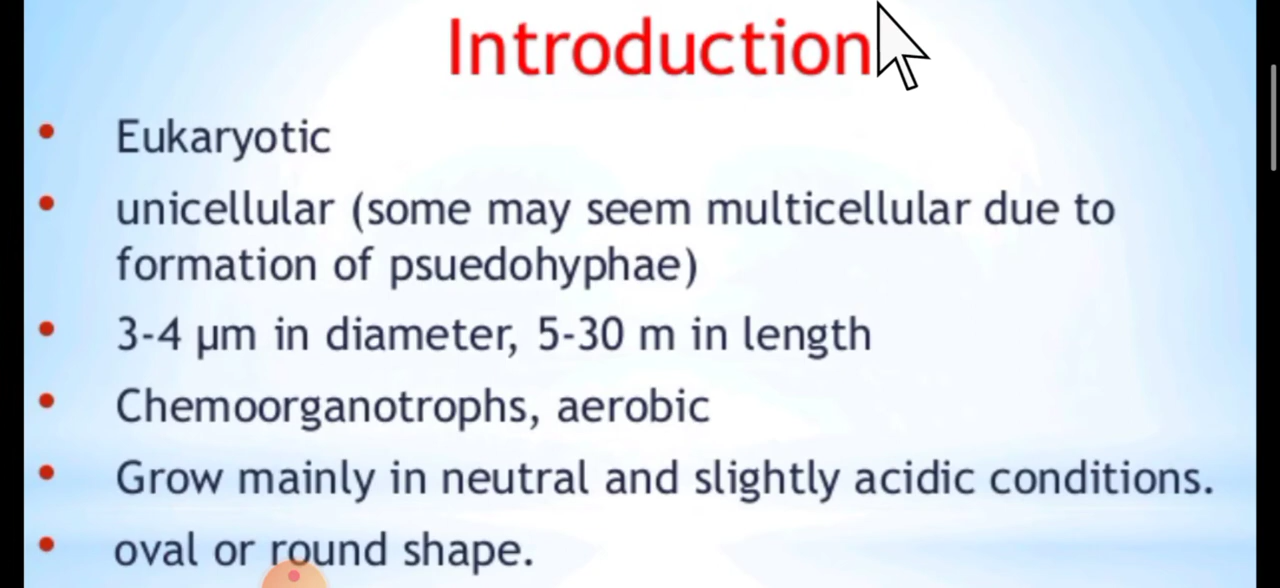 Introduction
• Eukaryotic
• unicellular (some may seem multicellular due to
formation of psuedohyphae)
• 3-4 µm in diameter, 5-30 m in length
• Chemoorganotrophs, aerobic
• Grow mainly in neutral and slightly acidic conditions.
• oval or round shape.